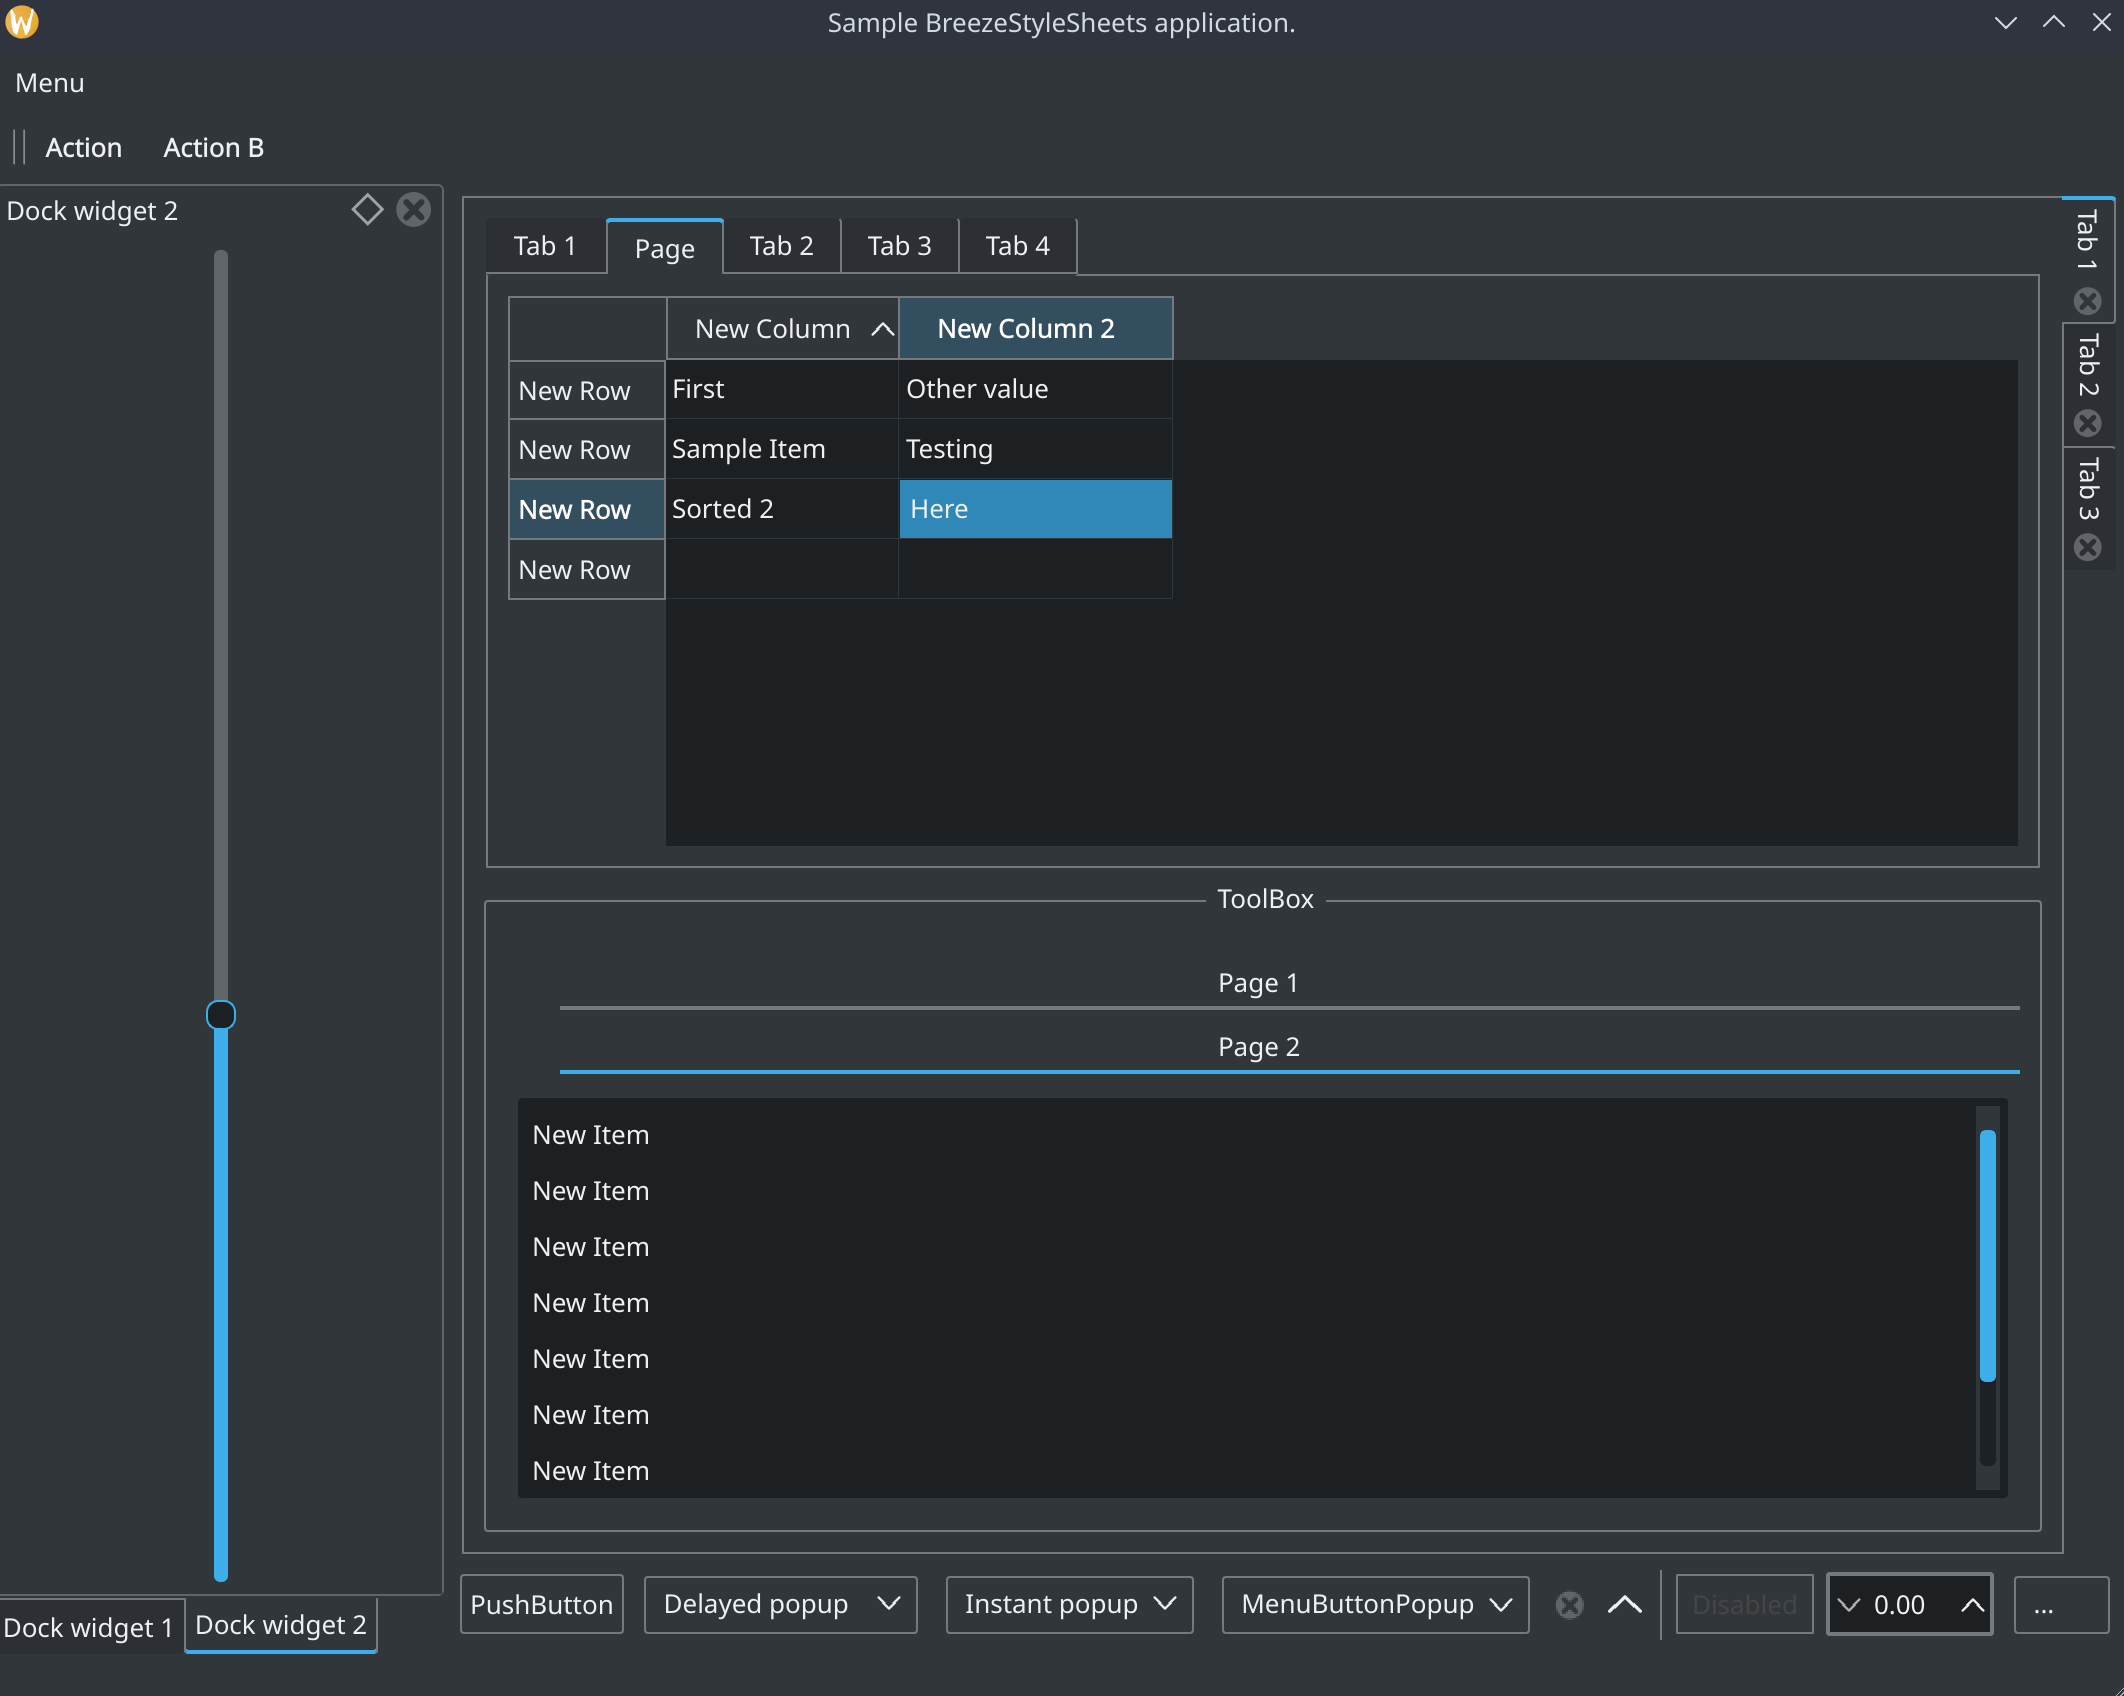 Sample BreezeStyleSheets application.
Menu
Action Action B
Dock widget 2
Tab 1 Page Tab 2 Tab 3 Tab 4
New Column New Column 2
New Row First Other value
New Row Sample Item Testing
New Row Sorted 2 Here
New Row
Tab 1
Tab 2
Tab 3
ToolBox
Page 1
Page 2
New Item
New Item
New Item
New Item
New Item
New Item
New Item
Dock widget 1 Dock widget 2
PushButton Delayed popup Instant popup MenuButtonPopup Disabled 0.00 ...